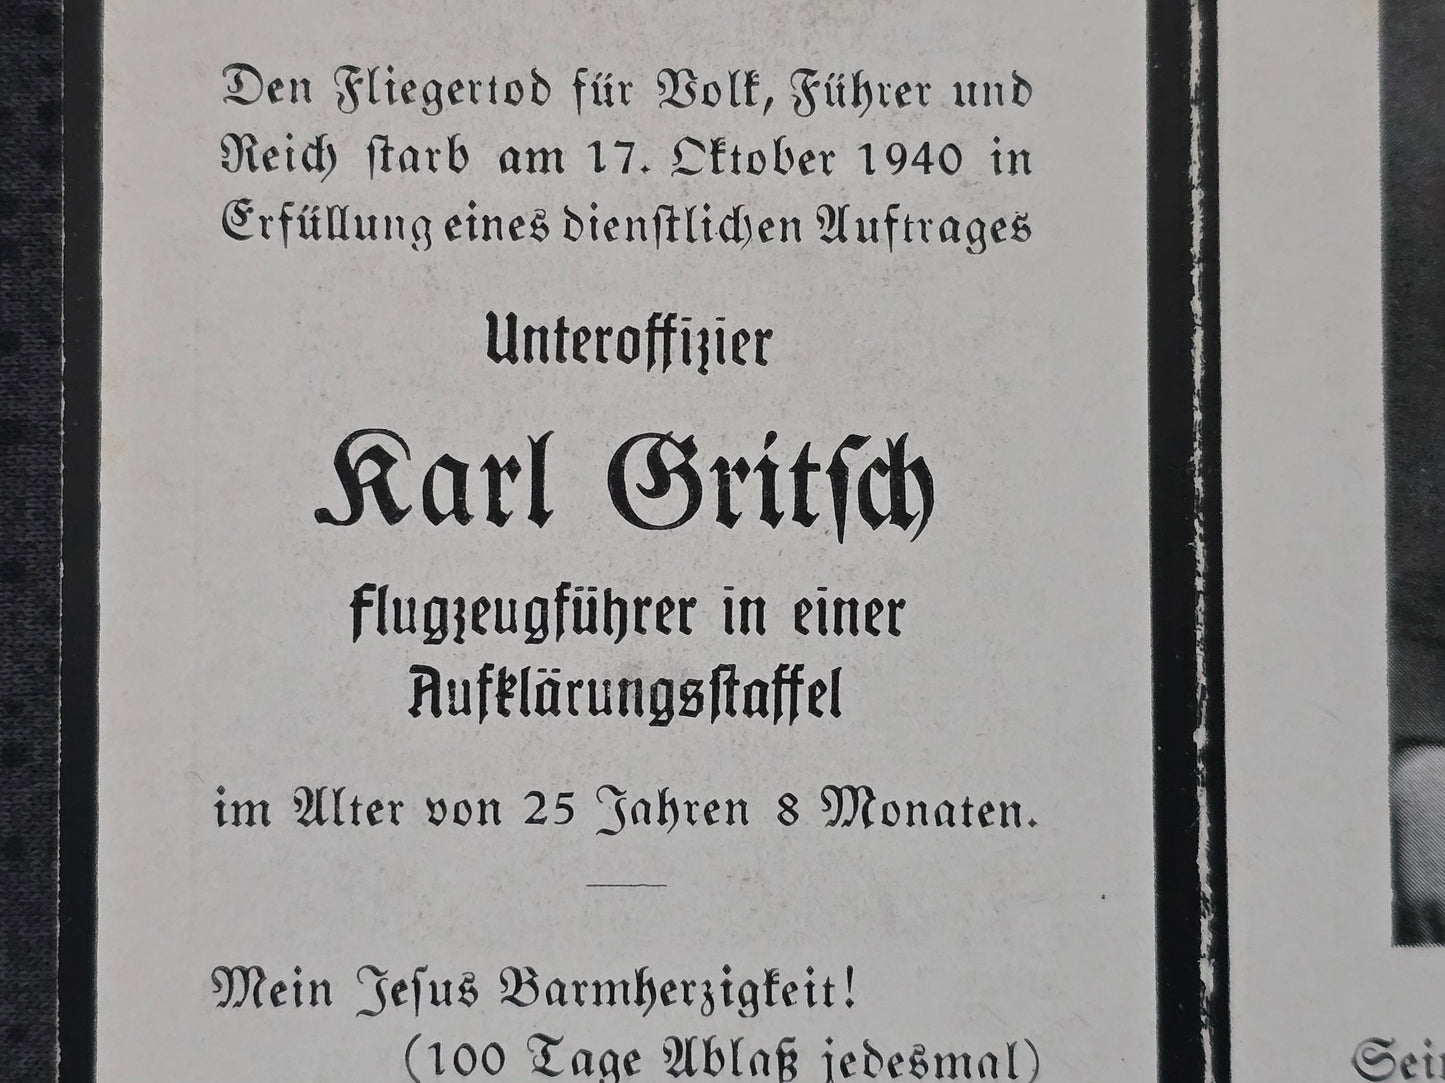 Den Fliegertod für Volk, Führer und
Reich starb am 17. Oktober 1940 in
Erfüllung eines dienstlichen Auftrages
Unteroffizier
Karl Gritsch
Flugzeugführer in einer
Aufklärungsstaffel
im Alter von 25 Jahren 8 Monaten.
Mein Jesus Barmherzigkeit!
(100 Tage Ablaß jedesmal)